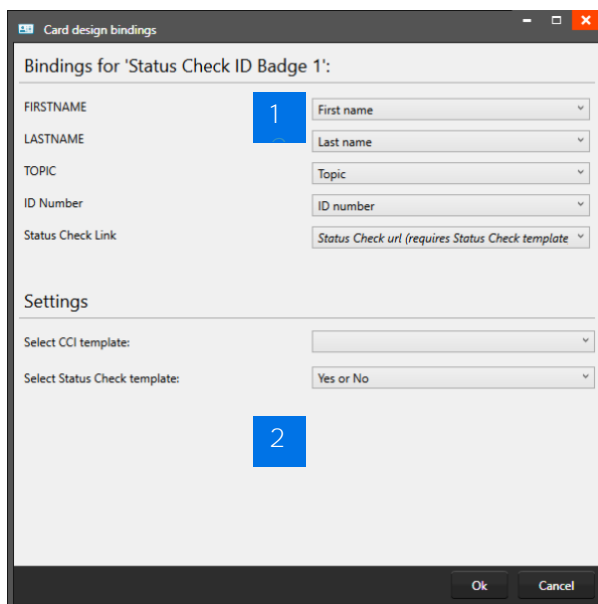 Card design bindings
Bindings for 'Status Check ID Badge 1':
FIRSTNAME 1 First name
LASTNAME Last name
TOPIC Topic
ID Number ID number
Status Check Link Status Check url (requires Status Check template
Settings
Select CCI template:
Select Status Check template: Yes or No
2
Ok Cancel